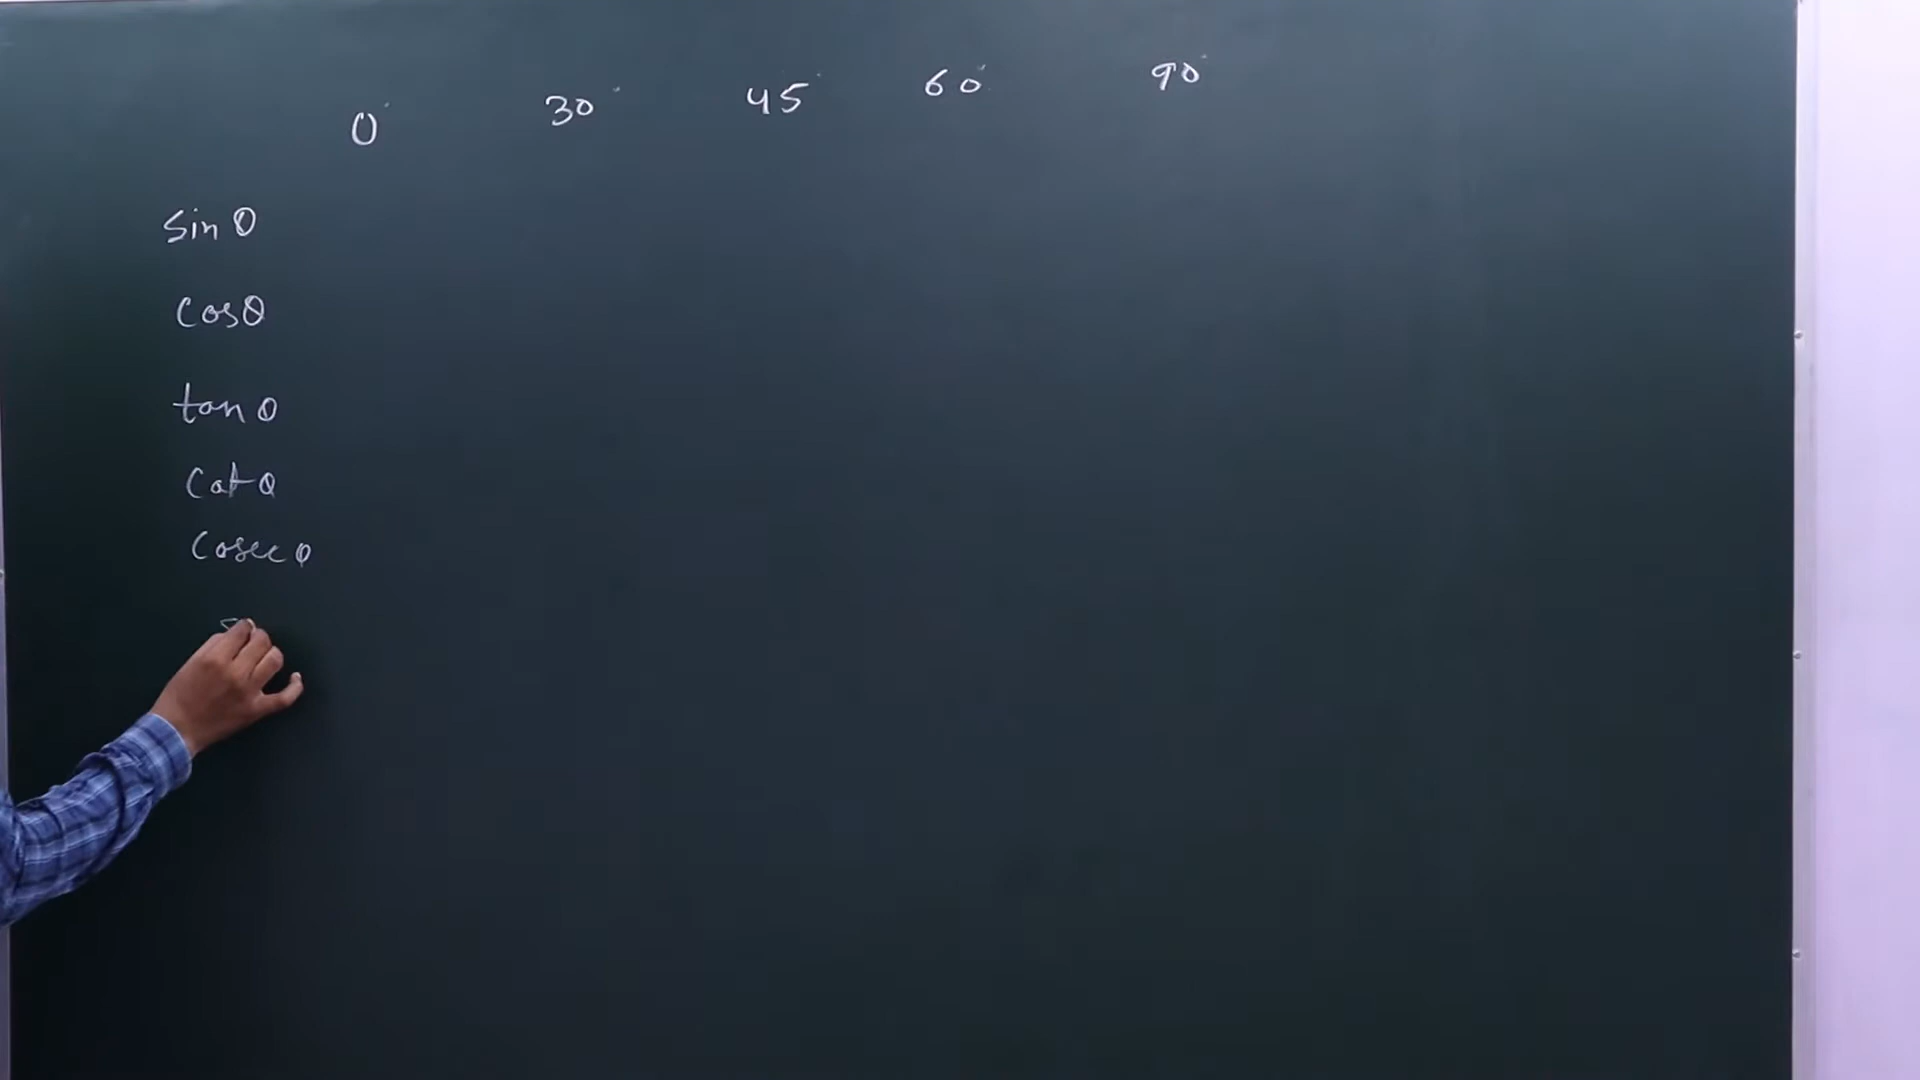 0° 30° 45° 60° 90°
sin θ
cosθ
tan θ
cot θ
cosec θ